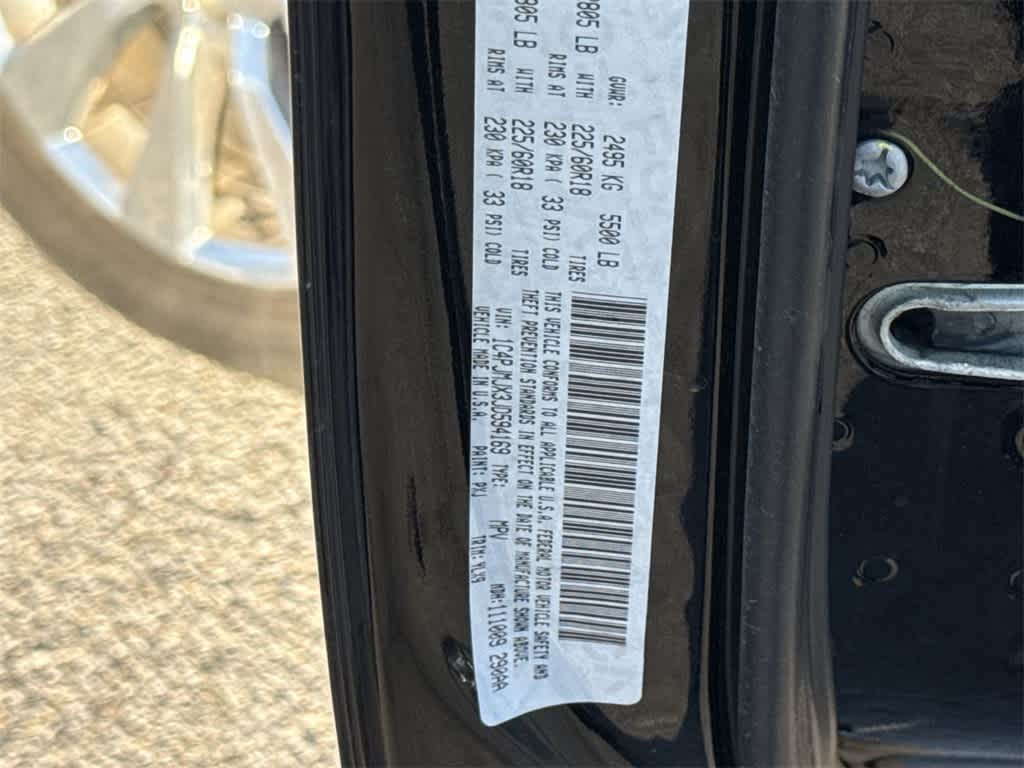 GVWR: 2495 KG 5500 LB
805 LB WITH 225/60R18 TIRES
RIMS AT 230 KPA ( 33 PSI) COLD
805 LB WITH 225/60R18 TIRES
RIMS AT 230 KPA ( 33 PSI) COLD
THIS VEHICLE CONFORMS TO ALL APPLICABLE U.S.A. FEDERAL MOTOR VEHICLE SAFETY AND
THEFT PREVENTION STANDARDS IN EFFECT ON THE DATE OF MANUFACTURE SHOWN ABOVE.
VIN: 1C4PJMJX3JD594169 TYPE: MPV MDH:111009 290AA
VEHICLE MADE IN U.S.A. PAINT: PXJ TRIM: